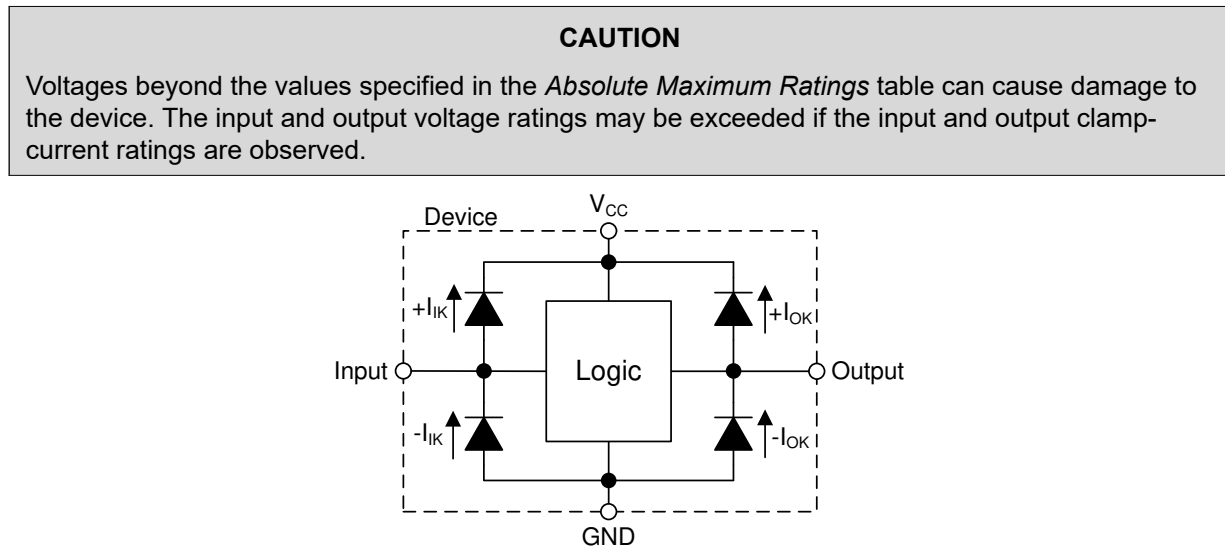 CAUTION
Voltages beyond the values specified in the Absolute Maximum Ratings table can cause damage to
the device. The input and output voltage ratings may be exceeded if the input and output clamp-
current ratings are observed.
VCC
Device
+IIK
+IOK
Input
Logic
Output
-IIK
-IOK
GND